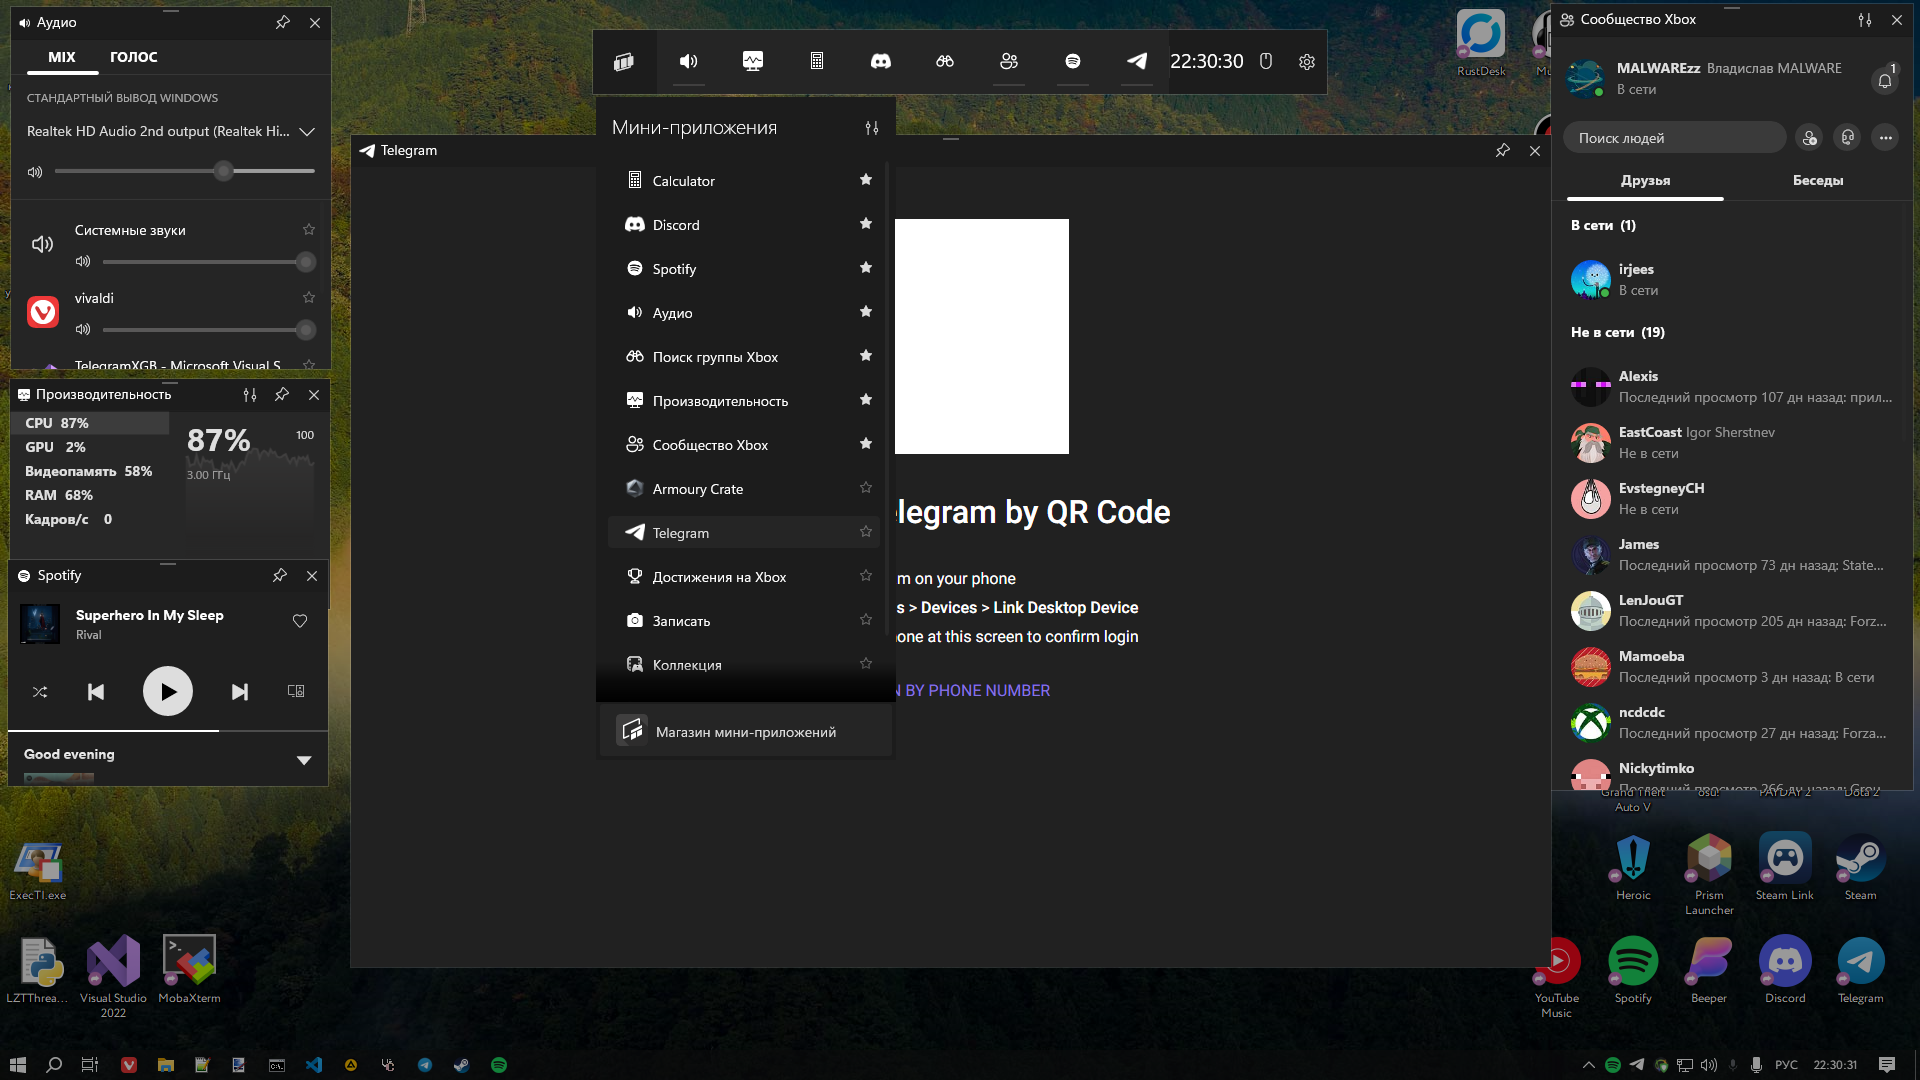 Аудио
MIX
ГОЛОС
СТАНДАРТНЫЙ ВЫВОД WINDOWS
Realtek HD Audio 2nd output (Realtek Hi...
Системные звуки
vivaldi
TelegramXGB - Microsoft Visual S
Производительность
CPU 87%
GPU 2%
Видеопамять 58%
RAM 68%
Кадров/с 0
87%
100
3.00 ГГц
Spotify
Superhero In My Sleep
Rival
Good evening
22:30:30
Мини-приложения
Calculator
Discord
Spotify
Аудио
Поиск группы Xbox
Производительность
Сообщество Xbox
Armoury Crate
Telegram
Достижения на Xbox
Записать
Коллекция
Магазин мини-приложений
Telegram
legram by QR Code
m on your phone
s > Devices > Link Desktop Device
one at this screen to confirm login
N BY PHONE NUMBER
Сообщество Xbox
MALWAREzz Владислав MALWARE
В сети
1
Поиск людей
Друзья
Беседы
В сети (1)
irjees
В сети
Не в сети (19)
Alexis
Последний просмотр 107 дн назад: прил...
EastCoast Igor Sherstnev
Не в сети
EvstegneyCH
Не в сети
James
Последний просмотр 73 дн назад: State...
LenJouGT
Последний просмотр 205 дн назад: Forz...
Mamoeba
Последний просмотр 3 дн назад: В сети
ncdcdc
Последний просмотр 27 дн назад: Forza...
Nickytimko
RustDesk
Mu
Grand Theft
Auto V
osu!
PAYDAY 2
Dota 2
Heroic
Prism
Launcher
Steam Link
Steam
YouTube
Music
Spotify
Beeper
Discord
Telegram
ExecTI.exe
LZTThrea...
Visual Studio
2022
MobaXterm
РУС
22:30:31